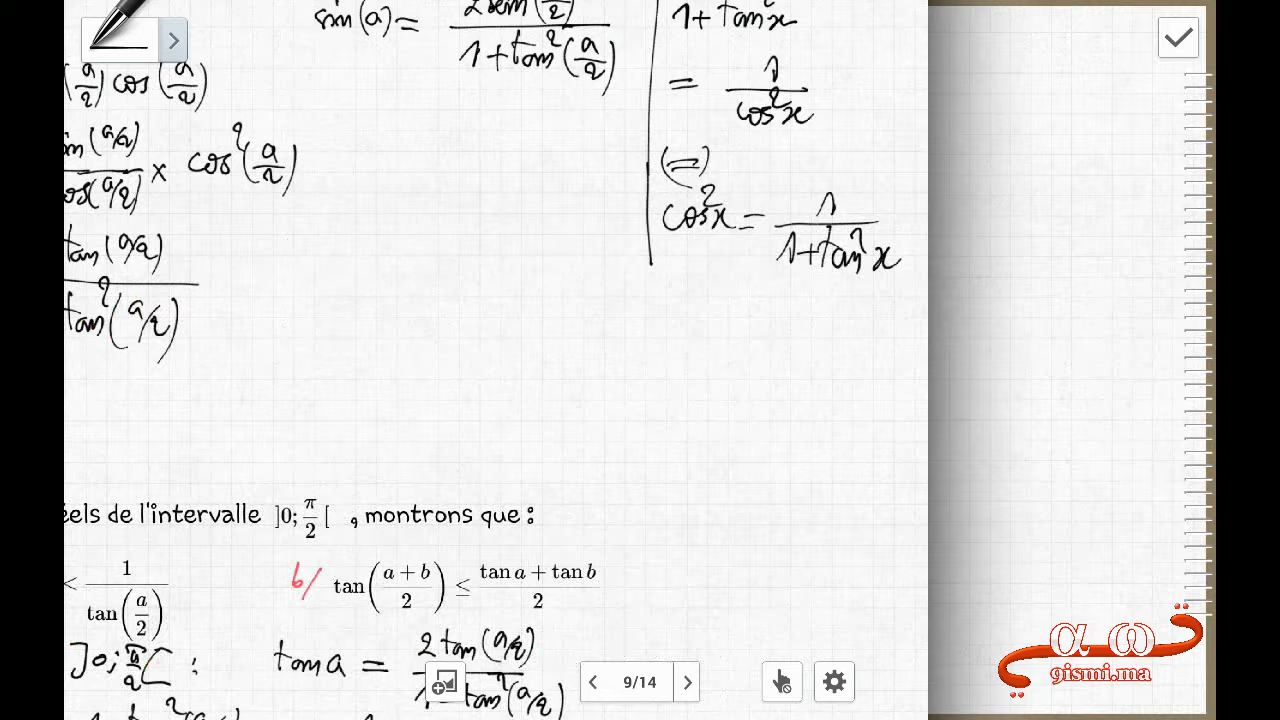 sin(a) = 2 sin(a/2) / 1 + tan²(a/2)
(a/2) cos(a/2)
sin(a/2) / cos(a/2) × cos²(a/2)
tan(a/2)
tan²(a/2)
1 + tan²x
= 1 / cos²x
(=)
cos²x = 1 / 1 + tan²x
éels de l'intervalle ]0; π/2 [ , montrons que :
< 1 / tan(a/2)
b/ tan((a + b)/2) ≤ (tan a + tan b)/2
]0; π/2[ : tan a = 2 tan(a/2) / 1 - tan²(a/2)
9/14
α ω
gismi.ma